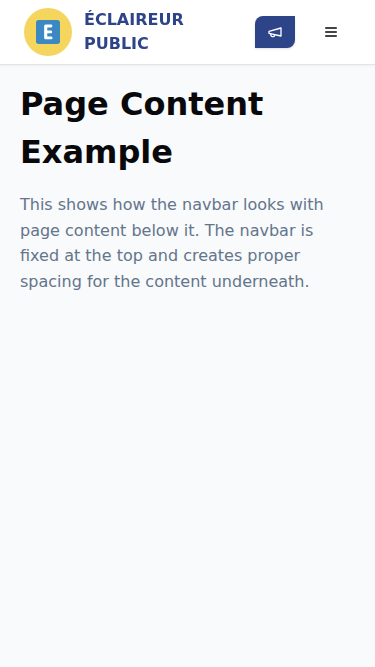 E
ÉCLAIREUR
PUBLIC
Page Content
Example
This shows how the navbar looks with
page content below it. The navbar is
fixed at the top and creates proper
spacing for the content underneath.